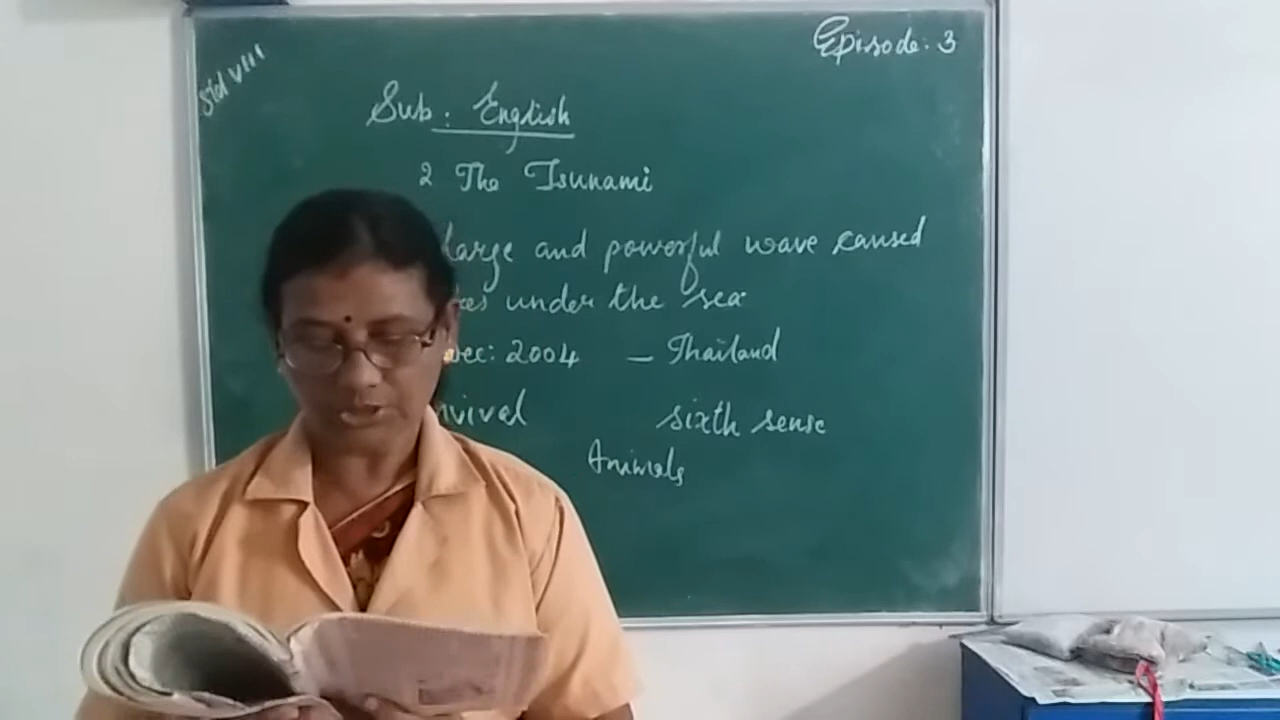 Std VIII
Episode: 3
Sub: English
2 The Tsunami
large and powerful wave caused
under the sea
Dec: 2004 - Thailand
sixth sense
Animals